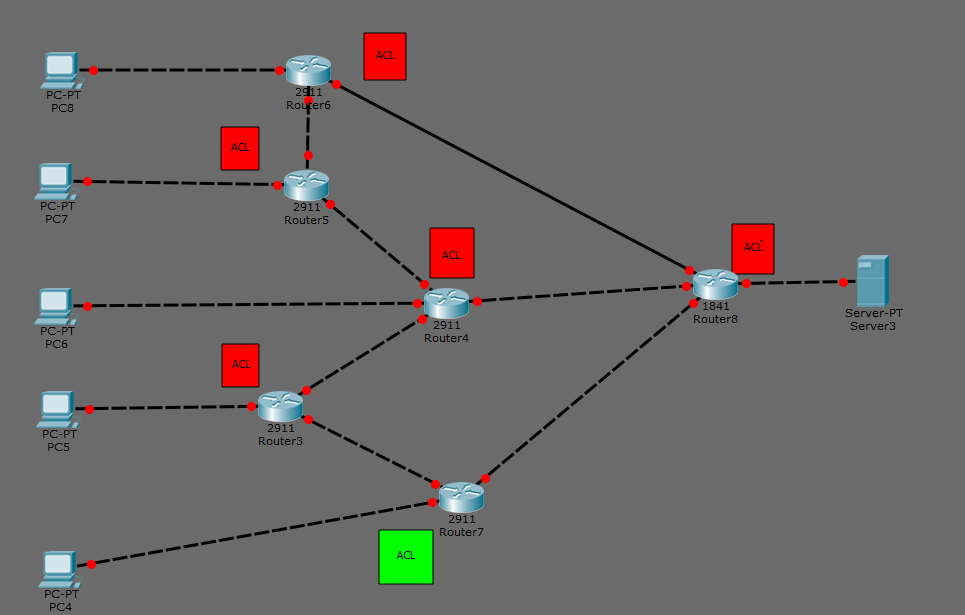 ACL
PC-PT
PC8
2911
Router6
ACL
PC-PT
PC7
2911
Router5
ACL
ACL
PC-PT
PC6
2911
Router4
1841
Router8
Server-PT
Server3
ACL
PC-PT
PC5
2911
Router3
2911
Router7
ACL
PC-PT
PC4